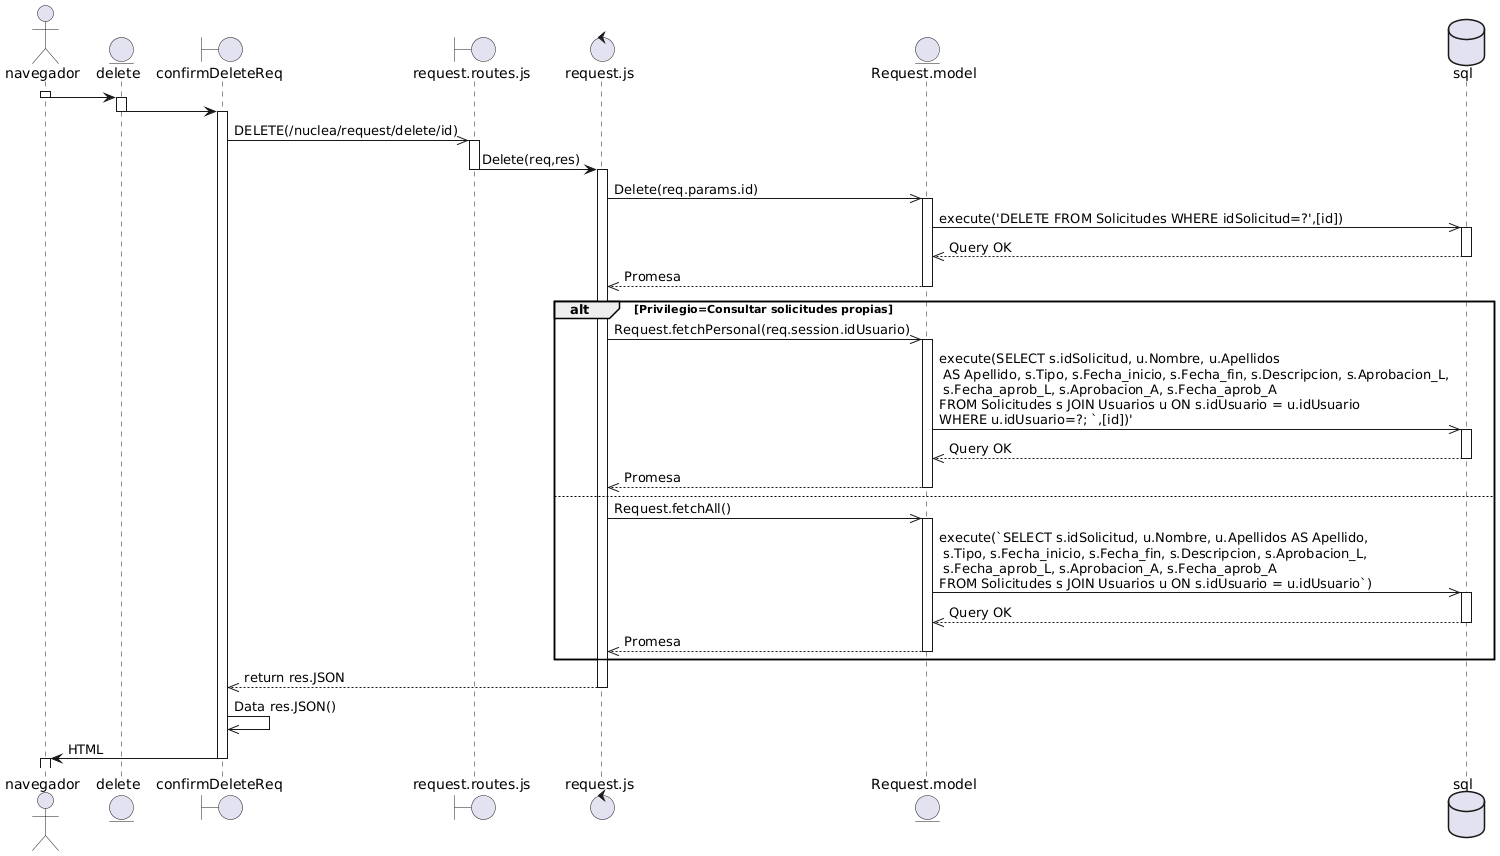 navegador delete confirmDeleteReq request.routes.js request.js Request.model sql
DELETE(/nuclea/request/delete/id)
Delete(req,res)
Delete(req.params.id)
execute('DELETE FROM Solicitudes WHERE idSolicitud=?',[id])
Query OK
Promesa
alt [Privilegio=Consultar solicitudes propias]
Request.fetchPersonal(req.session.idUsuario)
execute(SELECT s.idSolicitud, u.Nombre, u.Apellidos
AS Apellido, s.Tipo, s.Fecha_inicio, s.Fecha_fin, s.Descripcion, s.Aprobacion_L,
s.Fecha_aprob_L, s.Aprobacion_A, s.Fecha_aprob_A
FROM Solicitudes s JOIN Usuarios u ON s.idUsuario = u.idUsuario
WHERE u.idUsuario=?; `,[id])'
Query OK
Promesa
Request.fetchAll()
execute(`SELECT s.idSolicitud, u.Nombre, u.Apellidos AS Apellido,
s.Tipo, s.Fecha_inicio, s.Fecha_fin, s.Descripcion, s.Aprobacion_L,
s.Fecha_aprob_L, s.Aprobacion_A, s.Fecha_aprob_A
FROM Solicitudes s JOIN Usuarios u ON s.idUsuario = u.idUsuario`)
Query OK
Promesa
return res.JSON
Data res.JSON()
HTML
navegador delete confirmDeleteReq request.routes.js request.js Request.model sql